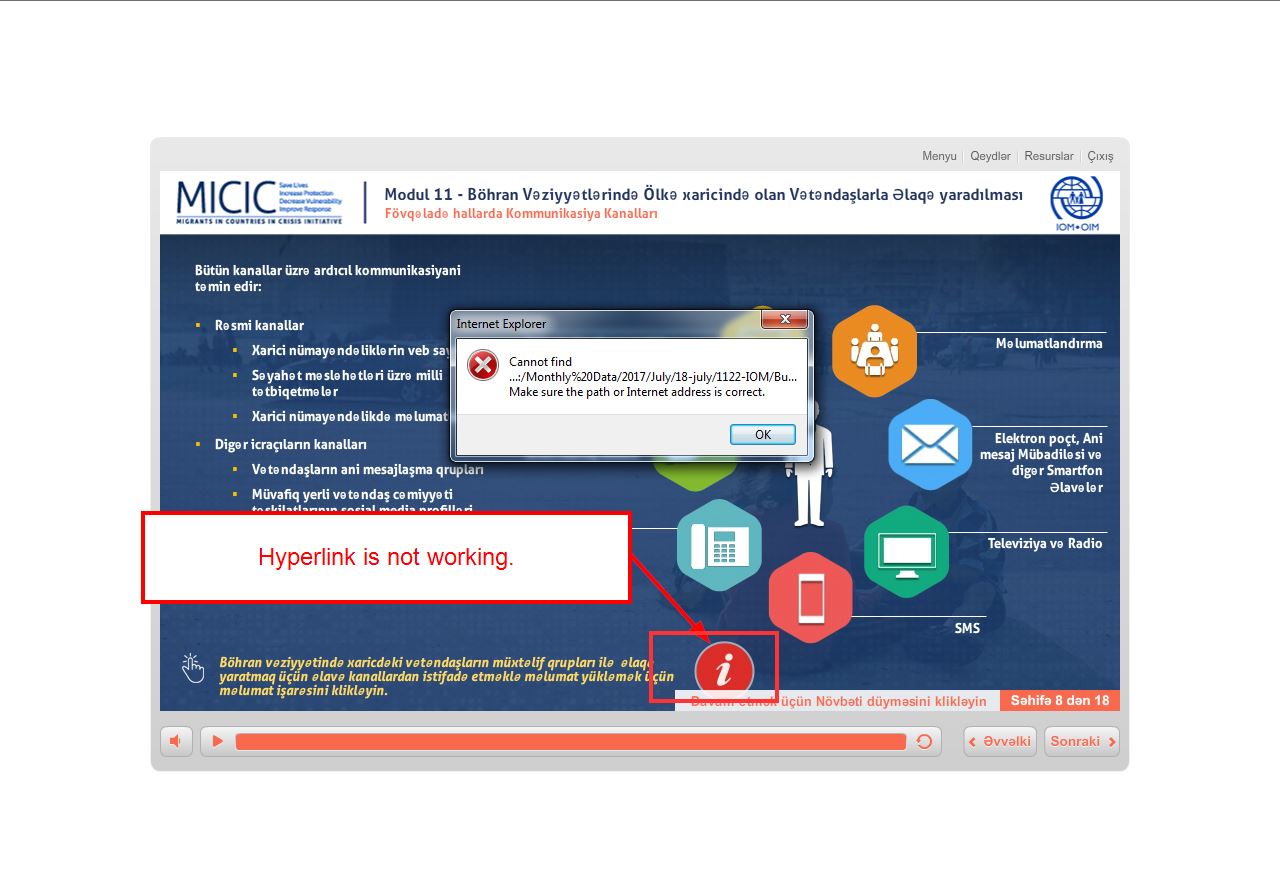 Menyu Qeydlər Resurslar Çıxış
MICIC
Save Lives
Increase Protection
Decrease Vulnerability
Improve Response
MIGRANTS IN COUNTRIES IN CRISIS INITIATIVE
Modul 11 - Böhran Vəziyyətlərində Ölkə xaricində olan Vətəndaşlarla Əlaqə yaradılması
Fövqəladə hallarda Kommunikasiya Kanalları
IOM•OIM
Bütün kanallar üzrə ardıcıl kommunikasiyani
təmin edir:
Rəsmi kanallar
Xarici nümayəndəliklərin veb say
Səyahət məsləhətləri üzrə milli
tətbiqetmələr
Xarici nümayəndəlikdə məlumat
Digər icraçıların kanalları
Vətəndaşların ani mesajlaşma qrupları
Müvafiq yerli vətəndaş cəmiyyəti
təşkilatlarının sosial media profilləri
Internet Explorer
Cannot find
...:/Monthly%20Data/2017/July/18-july/1122-IOM/Bu...
Make sure the path or Internet address is correct.
OK
Məlumatlandırma
Elektron poçt, Ani
mesaj Mübadiləsi və
digər Smartfon
Əlavələr
Televiziya və Radio
SMS
Hyperlink is not working.
i
Böhran vəziyyətində xaricdəki vətəndaşların müxtəlif qrupları ilə əlaqə
yaratmaq üçün əlavə kanallardan istifadə etməklə məlumat yükləmək üçün
məlumat işarəsini klikləyin.
Davam etmək üçün Növbəti düyməsini klikləyin
Səhifə 8 dən 18
Əvvəlki
Sonraki